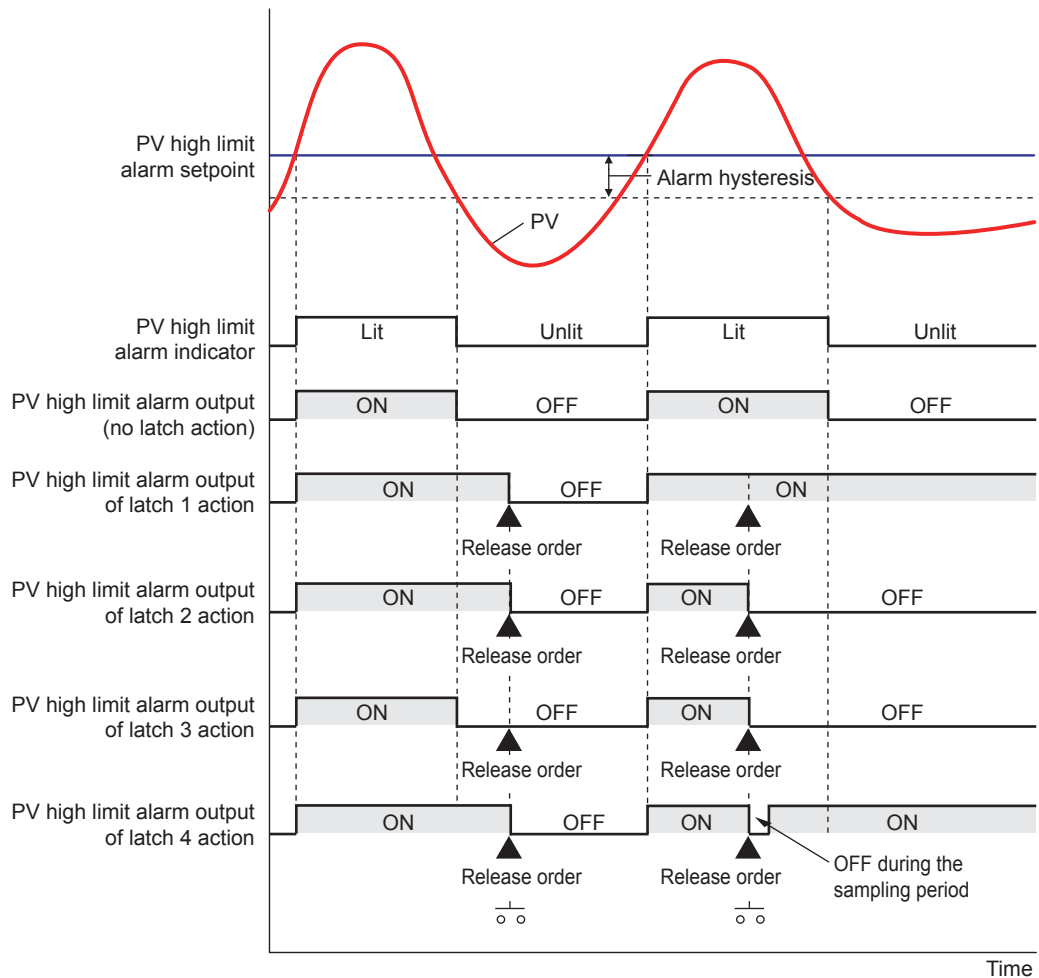 PV high limit
alarm setpoint
Alarm hysteresis
PV
PV high limit
alarm indicator
Lit
Unlit
Lit
Unlit
PV high limit alarm output
(no latch action)
ON
OFF
ON
OFF
PV high limit alarm output
of latch 1 action
ON
OFF
ON
Release order
Release order
PV high limit alarm output
of latch 2 action
ON
OFF
ON
OFF
Release order
Release order
PV high limit alarm output
of latch 3 action
ON
OFF
ON
OFF
Release order
Release order
PV high limit alarm output
of latch 4 action
ON
OFF
ON
ON
Release order
Release order
OFF during the
sampling period
Time